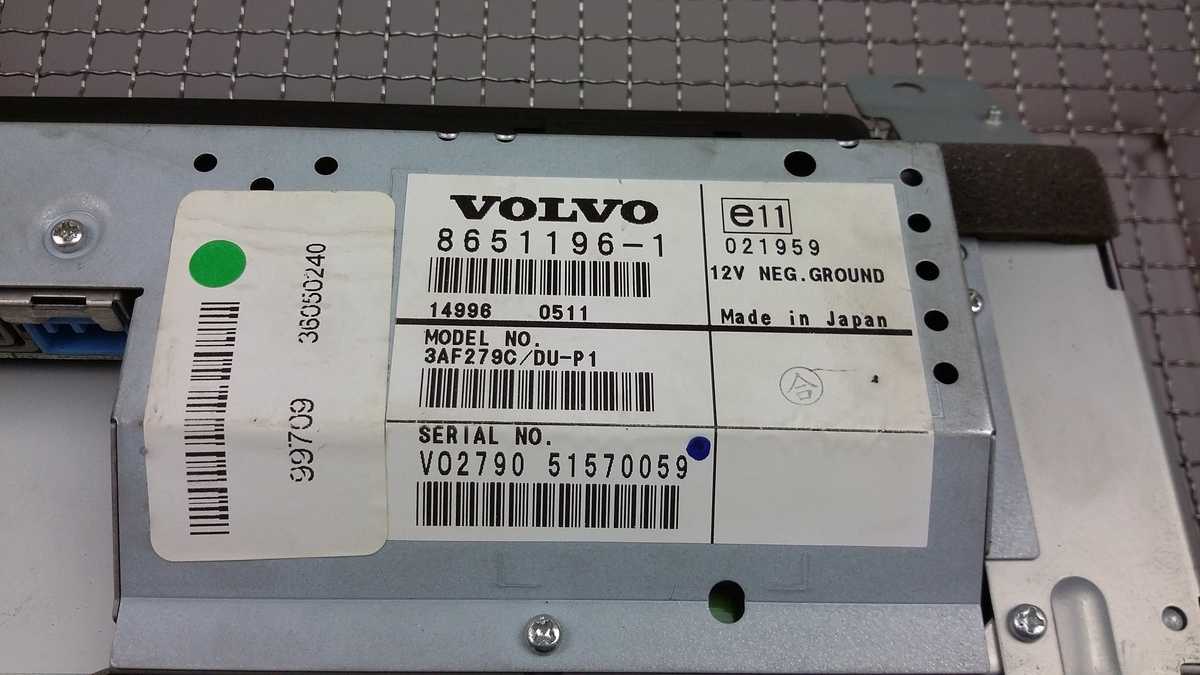 99709 36050240
VOLVO
8651196-1
14996 0511
MODEL NO.
3AF279C/DU-P1
SERIAL NO.
VO2790 51570059
e11
021959
12V NEG.GROUND
Made in Japan
合